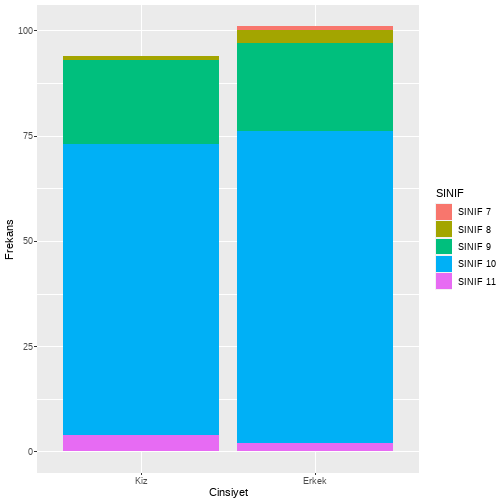 100
75
50
25
0
Frekans
Kiz
Erkek
Cinsiyet
SINIF
SINIF 7
SINIF 8
SINIF 9
SINIF 10
SINIF 11